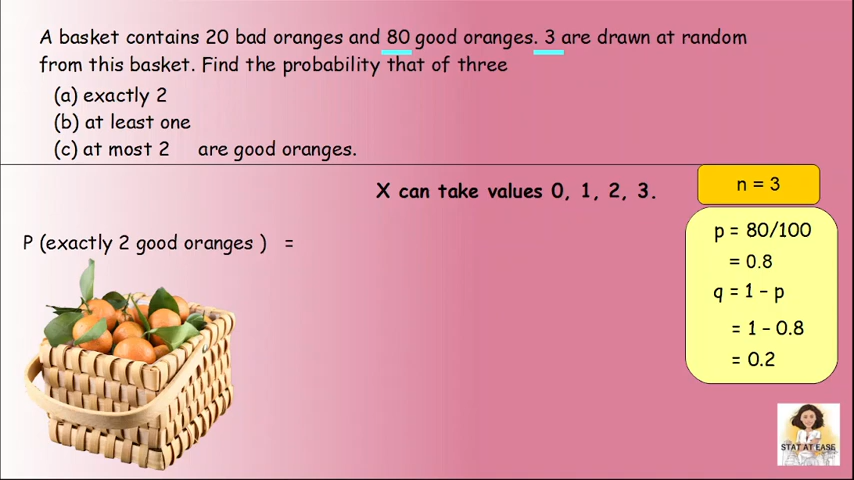 A basket contains 20 bad oranges and 80 good oranges. 3 are drawn at random
from this basket. Find the probability that of three
(a) exactly 2
(b) at least one
(c) at most 2 are good oranges.
X can take values 0, 1, 2, 3.
n = 3
P (exactly 2 good oranges ) =
p = 80/100
= 0.8
q = 1 – p
= 1 – 0.8
= 0.2
STAT AT EASE